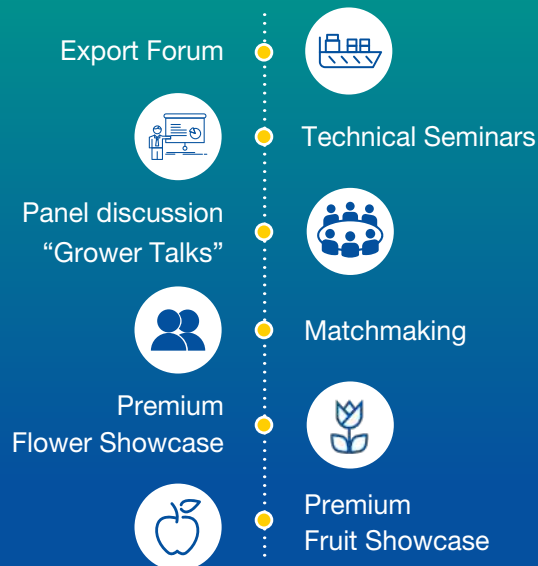 Export Forum
Technical Seminars
Panel discussion
“Grower Talks”
Matchmaking
Premium
Flower Showcase
Premium
Fruit Showcase